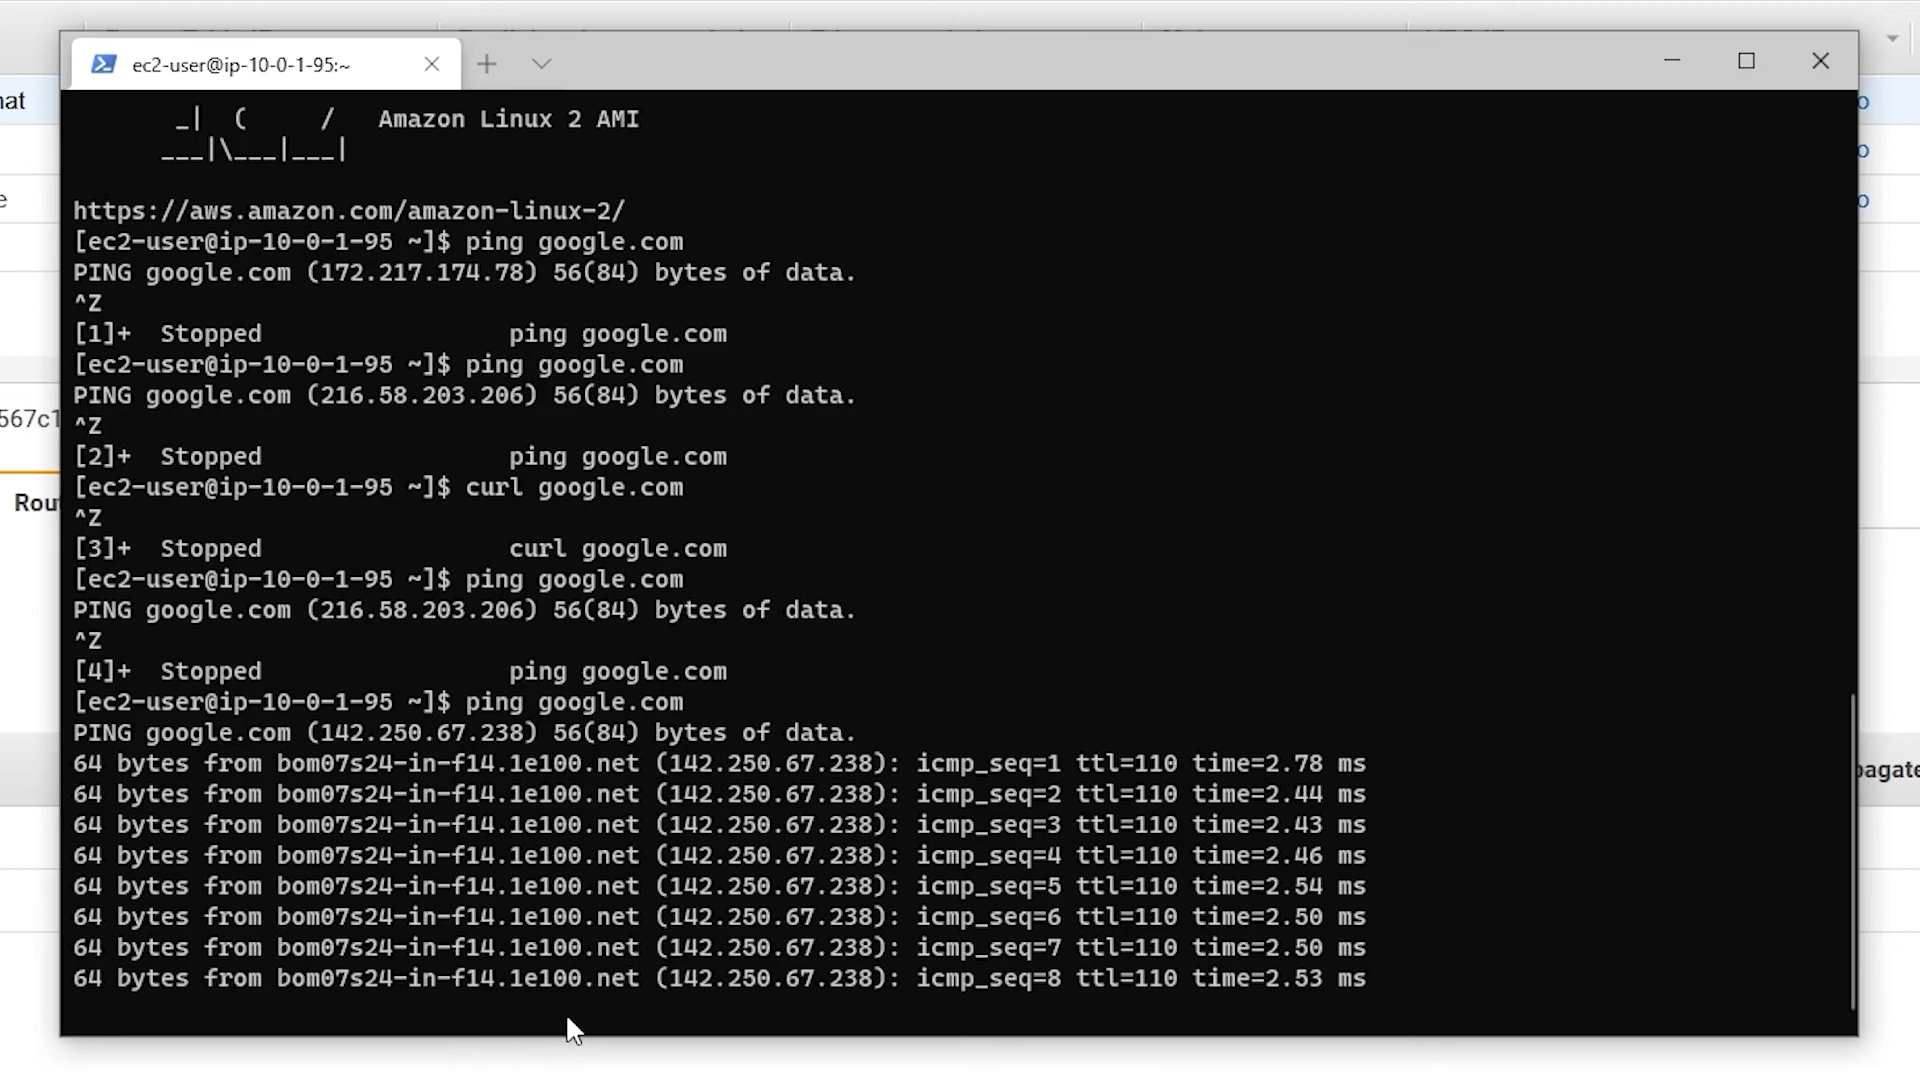 ec2-user@ip-10-0-1-95:~
_|  (     /   Amazon Linux 2 AMI
___|\___|___|
https://aws.amazon.com/amazon-linux-2/
[ec2-user@ip-10-0-1-95 ~]$ ping google.com
PING google.com (172.217.174.78) 56(84) bytes of data.
^Z
[1]+  Stopped                 ping google.com
[ec2-user@ip-10-0-1-95 ~]$ ping google.com
PING google.com (216.58.203.206) 56(84) bytes of data.
^Z
[2]+  Stopped                 ping google.com
[ec2-user@ip-10-0-1-95 ~]$ curl google.com
^Z
[3]+  Stopped                 curl google.com
[ec2-user@ip-10-0-1-95 ~]$ ping google.com
PING google.com (216.58.203.206) 56(84) bytes of data.
^Z
[4]+  Stopped                 ping google.com
[ec2-user@ip-10-0-1-95 ~]$ ping google.com
PING google.com (142.250.67.238) 56(84) bytes of data.
64 bytes from bom07s24-in-f14.1e100.net (142.250.67.238): icmp_seq=1 ttl=110 time=2.78 ms
64 bytes from bom07s24-in-f14.1e100.net (142.250.67.238): icmp_seq=2 ttl=110 time=2.44 ms
64 bytes from bom07s24-in-f14.1e100.net (142.250.67.238): icmp_seq=3 ttl=110 time=2.43 ms
64 bytes from bom07s24-in-f14.1e100.net (142.250.67.238): icmp_seq=4 ttl=110 time=2.46 ms
64 bytes from bom07s24-in-f14.1e100.net (142.250.67.238): icmp_seq=5 ttl=110 time=2.54 ms
64 bytes from bom07s24-in-f14.1e100.net (142.250.67.238): icmp_seq=6 ttl=110 time=2.50 ms
64 bytes from bom07s24-in-f14.1e100.net (142.250.67.238): icmp_seq=7 ttl=110 time=2.50 ms
64 bytes from bom07s24-in-f14.1e100.net (142.250.67.238): icmp_seq=8 ttl=110 time=2.53 ms